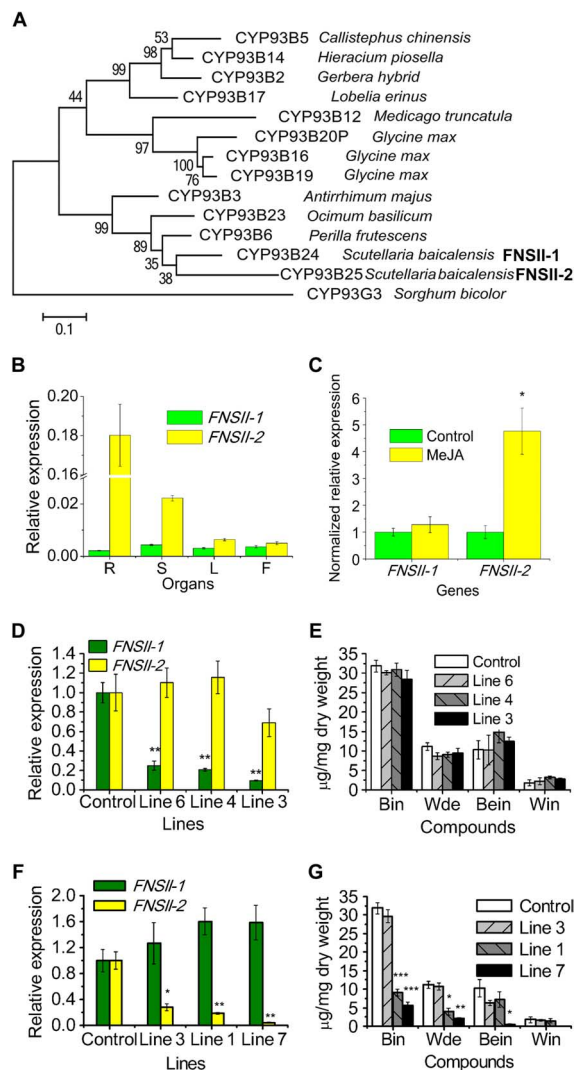 A
CYP93B5 Callistephus chinensis
CYP93B14 Hieracium piosella
CYP93B2 Gerbera hybrid
CYP93B17 Lobelia erinus
CYP93B12 Medicago truncatula
CYP93B20P Glycine max
CYP93B16 Glycine max
CYP93B19 Glycine max
CYP93B3 Antirrhimum majus
CYP93B23 Ocimum basilicum
CYP93B6 Perilla frutescens
CYP93B24 Scutellaria baicalensis FNSII-1
CYP93B25 Scutellaria baicalensis FNSII-2
CYP93G3 Sorghum bicolor
53
98
99
44
97
100
76
99
89
35
38
0.1
B
Relative expression
0.20
0.18
0.16
0.02
0.00
FNSII-1
FNSII-2
R S L F
Organs
C
Normalized relative expression
6
5
4
3
2
1
0
Control
MeJA
*
FNSII-1 FNSII-2
Genes
D
Relative expression
1.4
1.2
1.0
0.8
0.6
0.4
0.2
0.0
FNSII-1
FNSII-2
** ** **
Control Line 6 Line 4 Line 3
Lines
E
µg/mg dry weight
35
30
25
20
15
10
5
0
Control
Line 6
Line 4
Line 3
Bin Wde Bein Win
Compounds
F
Relative expression
2.0
1.6
1.2
0.8
0.4
0.0
FNSII-1
FNSII-2
* ** **
Control Line 3 Line 1 Line 7
Lines
G
µg/mg dry weight
35
30
25
20
15
10
5
0
Control
Line 3
Line 1
Line 7
*** *** * ** *
Bin Wde Bein Win
Compounds